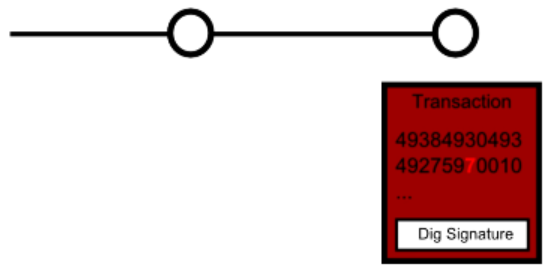 Transaction
49384930493
49275970010
...
Dig Signature